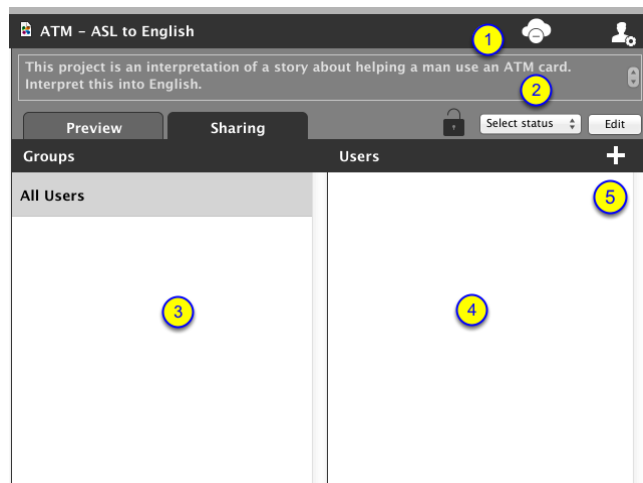 ATM – ASL to English
1
This project is an interpretation of a story about helping a man use an ATM card.
Interpret this into English.
2
Preview
Sharing
Select status
Edit
Groups
Users
All Users
5
3
4